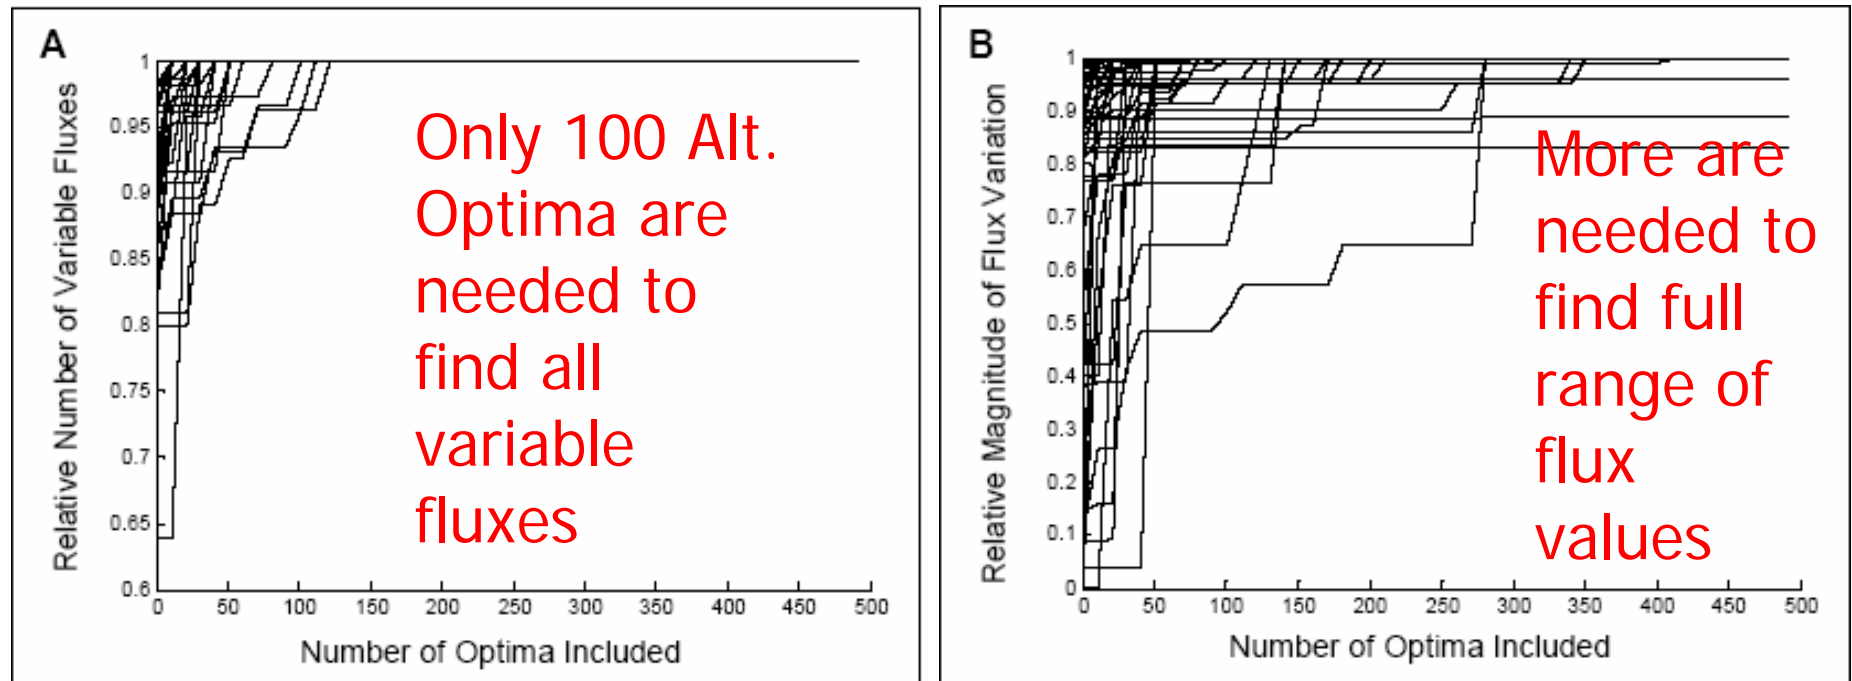 A
Relative Number of Variable Fluxes
1
0.95
0.9
0.85
0.8
0.75
0.7
0.65
0.6
0 50 100 150 200 250 300 350 400 450 500
Number of Optima Included
Only 100 Alt.
Optima are
needed to
find all
variable
fluxes
B
Relative Magnitude of Flux Variation
1
0.9
0.8
0.7
0.6
0.5
0.4
0.3
0.2
0.1
0
0 50 100 150 200 250 300 350 400 450 500
Number of Optima Included
More are
needed to
find full
range of
flux
values